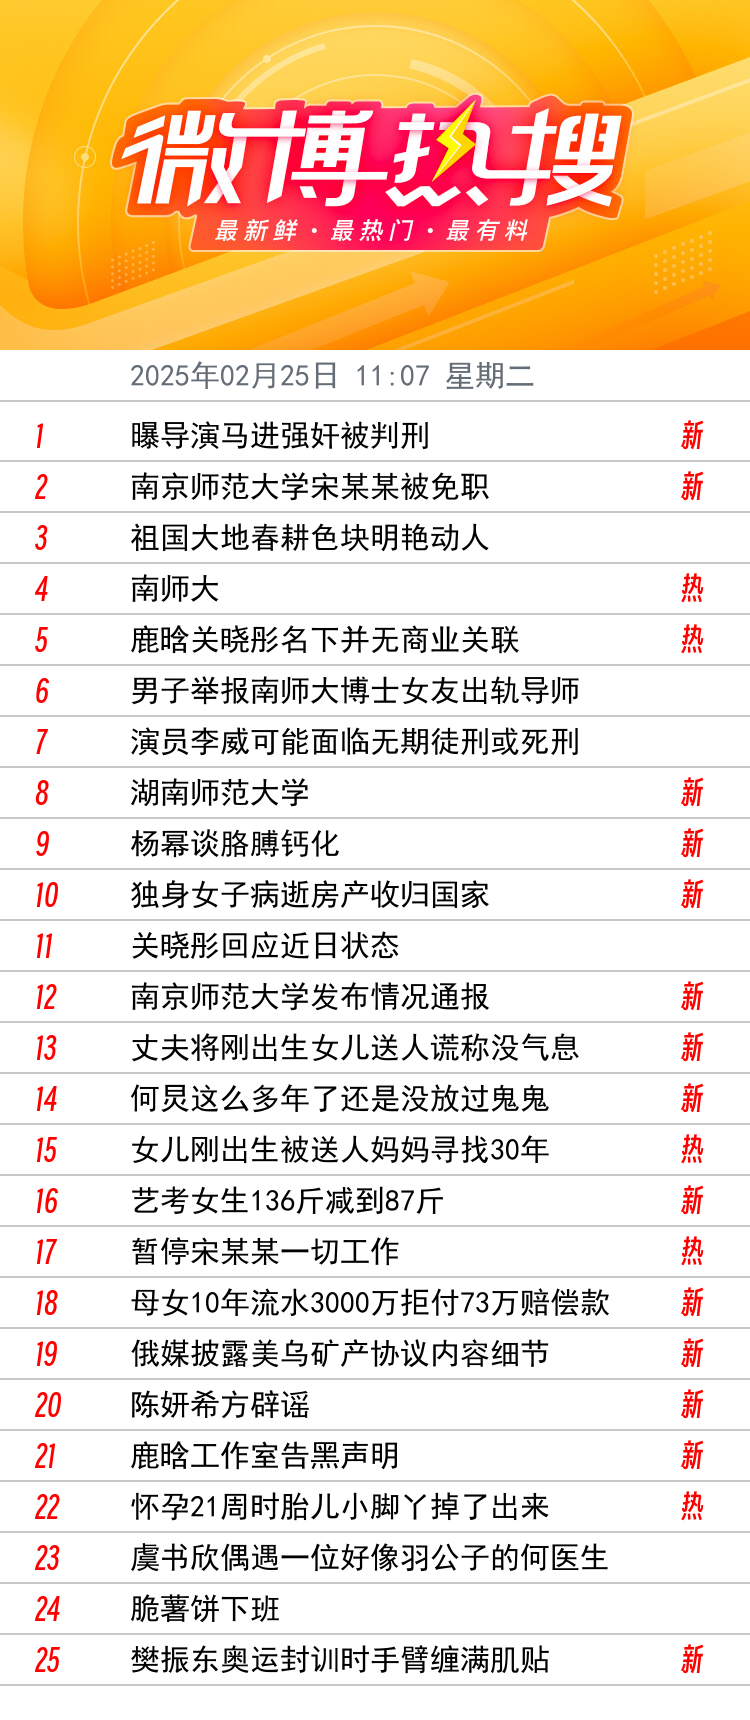 微博热搜
最新鲜·最热门·最有料
2025年02月25日 11:07 星期二
1 曝导演马进强奸被判刑 新
2 南京师范大学宋某某被免职 新
3 祖国大地春耕色块明艳动人
4 南师大 热
5 鹿晗关晓彤名下并无商业关联 热
6 男子举报南师大博士女友出轨导师
7 演员李威可能面临无期徒刑或死刑
8 湖南师范大学 新
9 杨幂谈胳膊钙化 新
10 独身女子病逝房产收归国家 新
11 关晓彤回应近日状态
12 南京师范大学发布情况通报 新
13 丈夫将刚出生女儿送人谎称没气息 新
14 何炅这么多年了还是没放过鬼鬼 新
15 女儿刚出生被送人妈妈寻找30年 热
16 艺考女生136斤减到87斤 新
17 暂停宋某某一切工作 热
18 母女10年流水3000万拒付73万赔偿款 新
19 俄媒披露美乌矿产协议内容细节 新
20 陈妍希方辟谣 新
21 鹿晗工作室告黑声明 新
22 怀孕21周时胎儿小脚丫掉了出来 热
23 虞书欣偶遇一位好像羽公子的何医生
24 脆薯饼下班
25 樊振东奥运封训时手臂缠满肌贴 新